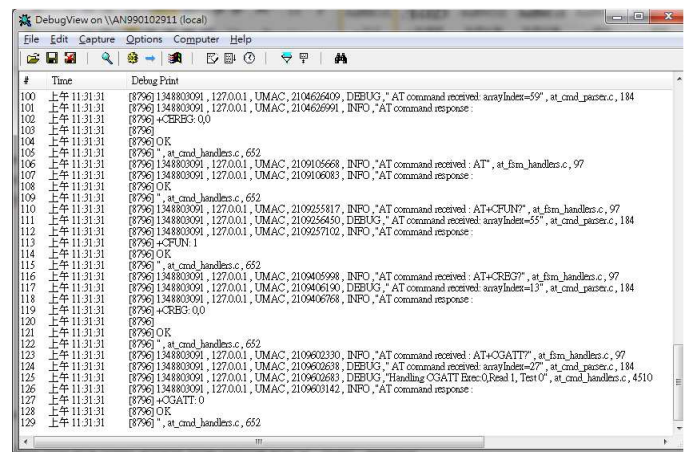 DebugView on \\AN990102911 (local)
File Edit Capture Options Computer Help
# Time Debug Print
100 上午 11:31:31 [8796] 1348803091 , 127.0.0.1 , UMAC , 2104626409 , DEBUG ," AT command received: arrayIndex=59" , at_cmd_parser.c , 184
101 上午 11:31:31 [8796] 1348803091 , 127.0.0.1 , UMAC , 2104626991 , INFO ,"AT command response :
102 上午 11:31:31 [8796] +CEREG: 0,0
103 上午 11:31:31 [8796]
104 上午 11:31:31 [8796] OK
105 上午 11:31:31 [8796] " , at_cmd_handlers.c , 652
106 上午 11:31:31 [8796] 1348803091 , 127.0.0.1 , UMAC , 2109105668 , INFO ,"AT command received : AT" , at_fsm_handlers.c , 97
107 上午 11:31:31 [8796] 1348803091 , 127.0.0.1 , UMAC , 2109106083 , INFO ,"AT command response :
108 上午 11:31:31 [8796] OK
109 上午 11:31:31 [8796] " , at_cmd_handlers.c , 652
110 上午 11:31:31 [8796] 1348803091 , 127.0.0.1 , UMAC , 2109255817 , INFO ,"AT command received : AT+CFUN?" , at_fsm_handlers.c , 97
111 上午 11:31:31 [8796] 1348803091 , 127.0.0.1 , UMAC , 2109256450 , DEBUG ," AT command received: arrayIndex=55" , at_cmd_parser.c , 184
112 上午 11:31:31 [8796] 1348803091 , 127.0.0.1 , UMAC , 2109257102 , INFO ,"AT command response :
113 上午 11:31:31 [8796] +CFUN: 1
114 上午 11:31:31 [8796] OK
115 上午 11:31:31 [8796] " , at_cmd_handlers.c , 652
116 上午 11:31:31 [8796] 1348803091 , 127.0.0.1 , UMAC , 2109405998 , INFO ,"AT command received : AT+CREG?" , at_fsm_handlers.c , 97
117 上午 11:31:31 [8796] 1348803091 , 127.0.0.1 , UMAC , 2109406190 , DEBUG ," AT command received: arrayIndex=13" , at_cmd_parser.c , 184
118 上午 11:31:31 [8796] 1348803091 , 127.0.0.1 , UMAC , 2109406768 , INFO ,"AT command response :
119 上午 11:31:31 [8796] +CREG: 0,0
120 上午 11:31:31 [8796]
121 上午 11:31:31 [8796] OK
122 上午 11:31:31 [8796] " , at_cmd_handlers.c , 652
123 上午 11:31:31 [8796] 1348803091 , 127.0.0.1 , UMAC , 2109602330 , INFO ,"AT command received : AT+CGATT?" , at_fsm_handlers.c , 97
124 上午 11:31:31 [8796] 1348803091 , 127.0.0.1 , UMAC , 2109602638 , DEBUG ," AT command received: arrayIndex=27" , at_cmd_parser.c , 184
125 上午 11:31:31 [8796] 1348803091 , 127.0.0.1 , UMAC , 2109602683 , DEBUG ,"Handling CGATT Exec:0,Read 1, Test 0" , at_cmd_handlers.c , 4510
126 上午 11:31:31 [8796] 1348803091 , 127.0.0.1 , UMAC , 2109603142 , INFO ,"AT command response :
127 上午 11:31:31 [8796] +CGATT: 0
128 上午 11:31:31 [8796] OK
129 上午 11:31:31 [8796] " , at_cmd_handlers.c , 652